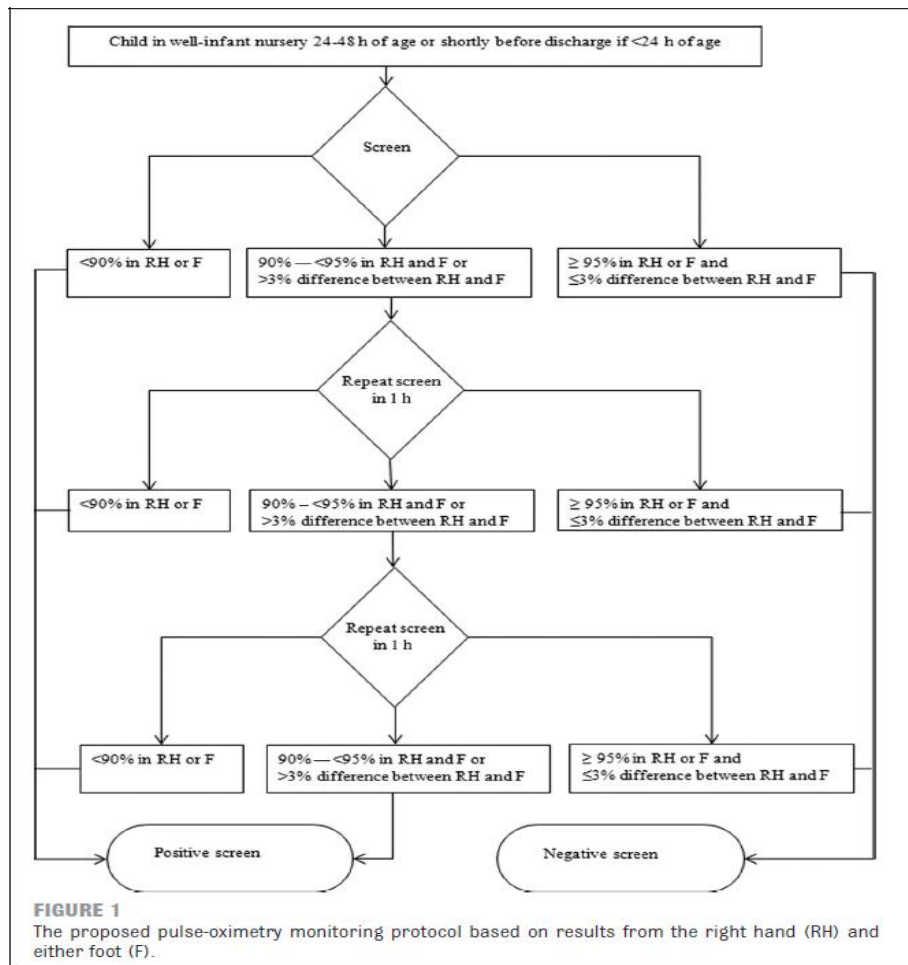 Child in well-infant nursery 24-48 h of age or shortly before discharge if <24 h of age
Screen
<90% in RH or F
90% — <95% in RH and F or
>3% difference between RH and F
≥ 95% in RH or F and
≤3% difference between RH and F
Repeat screen
in 1 h
<90% in RH or F
90% – <95% in RH and F or
>3% difference between RH and F
≥ 95% in RH or F and
≤3% difference between RH and F
Repeat screen
in 1 h
<90% in RH or F
90% — <95% in RH and F or
>3% difference between RH and F
≥ 95% in RH or F and
≤3% difference between RH and F
Positive screen
Negative screen
FIGURE 1
The proposed pulse-oximetry monitoring protocol based on results from the right hand (RH) and
either foot (F).